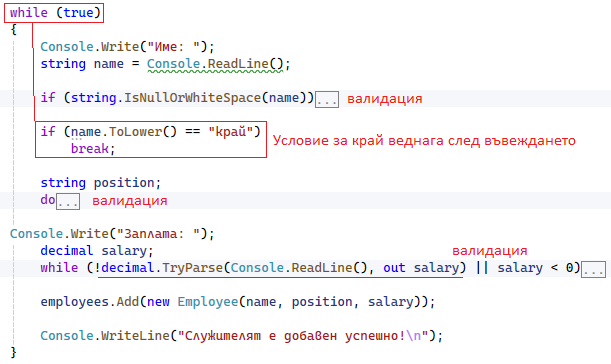 while (true)
{
Console.Write("Име: ");
string name = Console.ReadLine();
if (string.IsNullOrWhiteSpace(name))... валидация
if (name.ToLower() == "край")
break;
Условие за край веднага след въвеждането
string position;
do... валидация
Console.Write("Заплата: ");
decimal salary;
валидация
while (!decimal.TryParse(Console.ReadLine(), out salary) || salary < 0)...
employees.Add(new Employee(name, position, salary));
Console.WriteLine("Служителят е добавен успешно!\n");
}